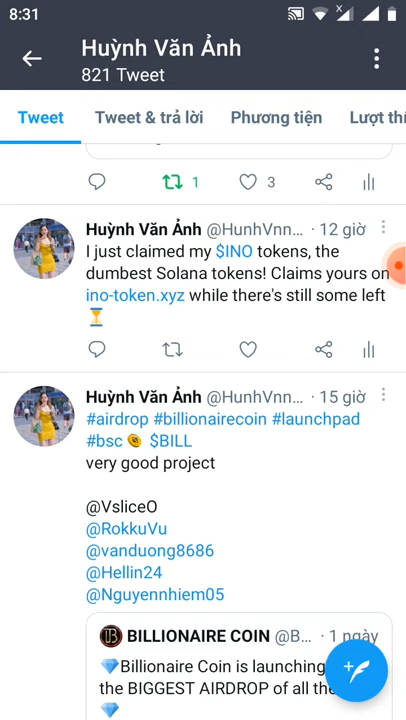 8:31
Huỳnh Văn Ảnh
821 Tweet
Tweet
Tweet & trả lời
Phương tiện
Lượt thí
1
3
Huỳnh Văn Ảnh @HunhVnn... · 12 giờ
I just claimed my $INO tokens, the
dumbest Solana tokens! Claims yours on
ino-token.xyz while there's still some left
⏳
Huỳnh Văn Ảnh @HunhVnn... · 15 giờ
#airdrop #billionairecoin #launchpad
#bsc $BILL
very good project
@VsliceO
@RokkuVu
@vanduong8686
@Hellin24
@Nguyennhiem05
BILLIONAIRE COIN @B... · 1 ngày
💎Billionaire Coin is launching
the BIGGEST AIRDROP of all
💎